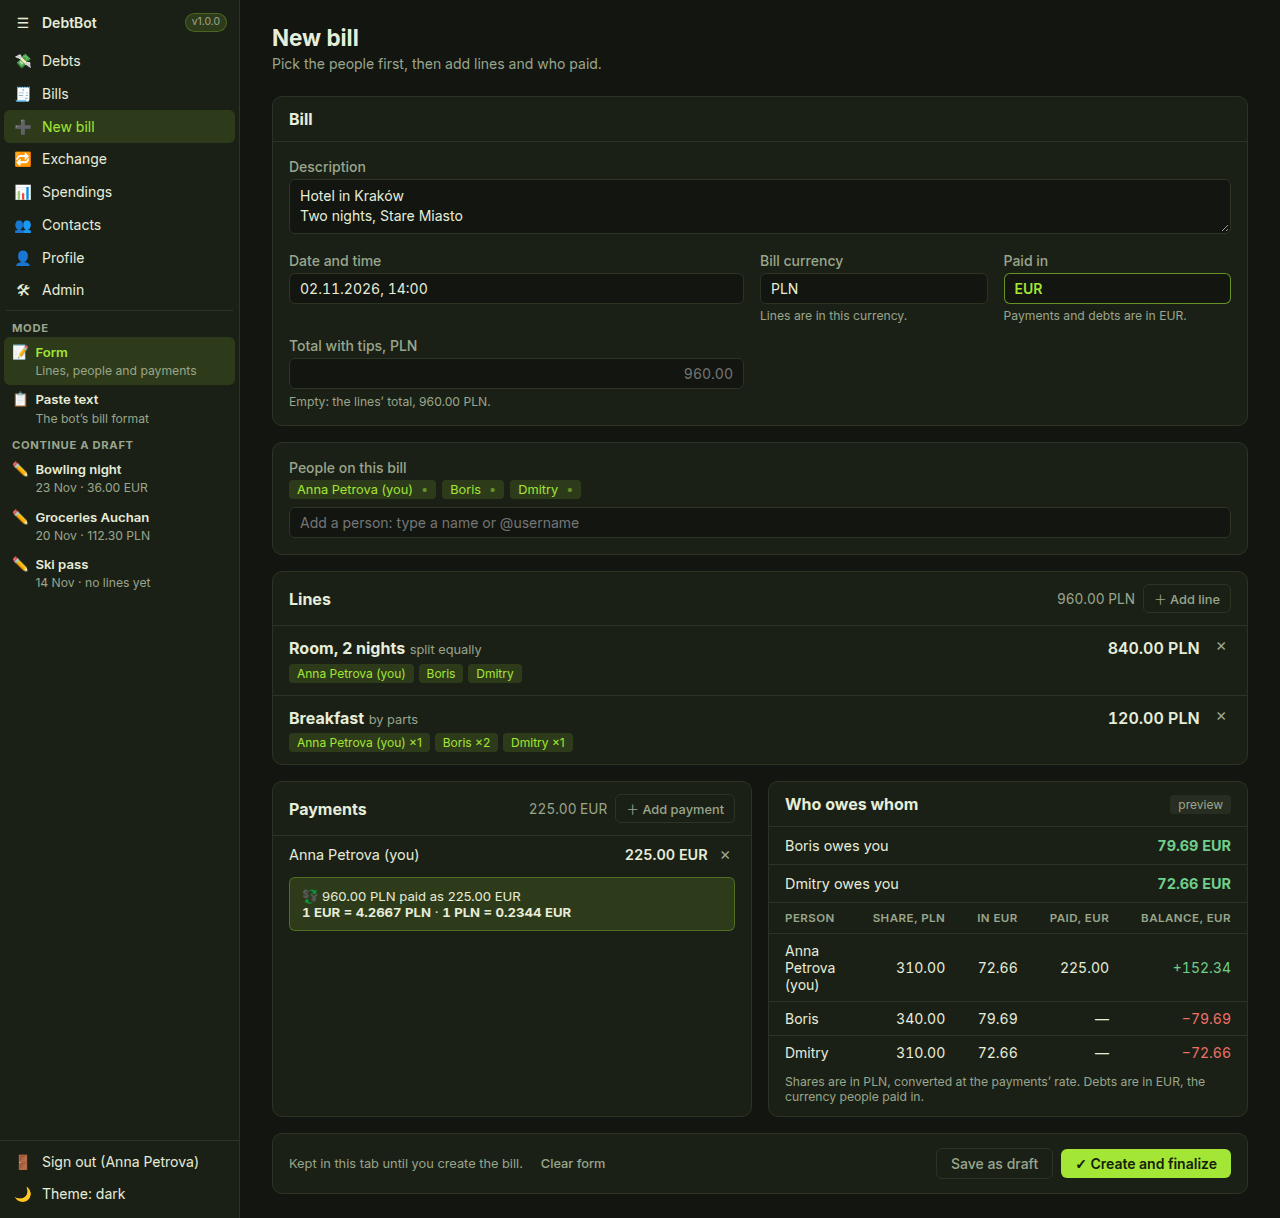 ☰ DebtBot v1.0.0
Debts
Bills
New bill
Exchange
Spendings
Contacts
Profile
Admin
MODE
Form
Lines, people and payments
Paste text
The bot’s bill format
CONTINUE A DRAFT
Bowling night
23 Nov · 36.00 EUR
Groceries Auchan
20 Nov · 112.30 PLN
Ski pass
14 Nov · no lines yet
Sign out (Anna Petrova)
Theme: dark
New bill
Pick the people first, then add lines and who paid.
Bill
Description
Hotel in Kraków
Two nights, Stare Miasto
Date and time
Bill currency
Paid in
02.11.2026, 14:00
PLN
EUR
Lines are in this currency.
Payments and debts are in EUR.
Total with tips, PLN
960.00
Empty: the lines’ total, 960.00 PLN.
People on this bill
Anna Petrova (you) • Boris • Dmitry •
Add a person: type a name or @username
Lines 960.00 PLN + Add line
Room, 2 nights split equally 840.00 PLN ×
Anna Petrova (you) Boris Dmitry
Breakfast by parts 120.00 PLN ×
Anna Petrova (you) ×1 Boris ×2 Dmitry ×1
Payments 225.00 EUR + Add payment
Anna Petrova (you) 225.00 EUR ×
960.00 PLN paid as 225.00 EUR
1 EUR = 4.2667 PLN · 1 PLN = 0.2344 EUR
Who owes whom preview
Boris owes you 79.69 EUR
Dmitry owes you 72.66 EUR
PERSON SHARE, PLN IN EUR PAID, EUR BALANCE, EUR
Anna Petrova (you) 310.00 72.66 225.00 +152.34
Boris 340.00 79.69 — −79.69
Dmitry 310.00 72.66 — −72.66
Shares are in PLN, converted at the payments’ rate. Debts are in EUR, the
currency people paid in.
Kept in this tab until you create the bill. Clear form Save as draft ✓ Create and finalize